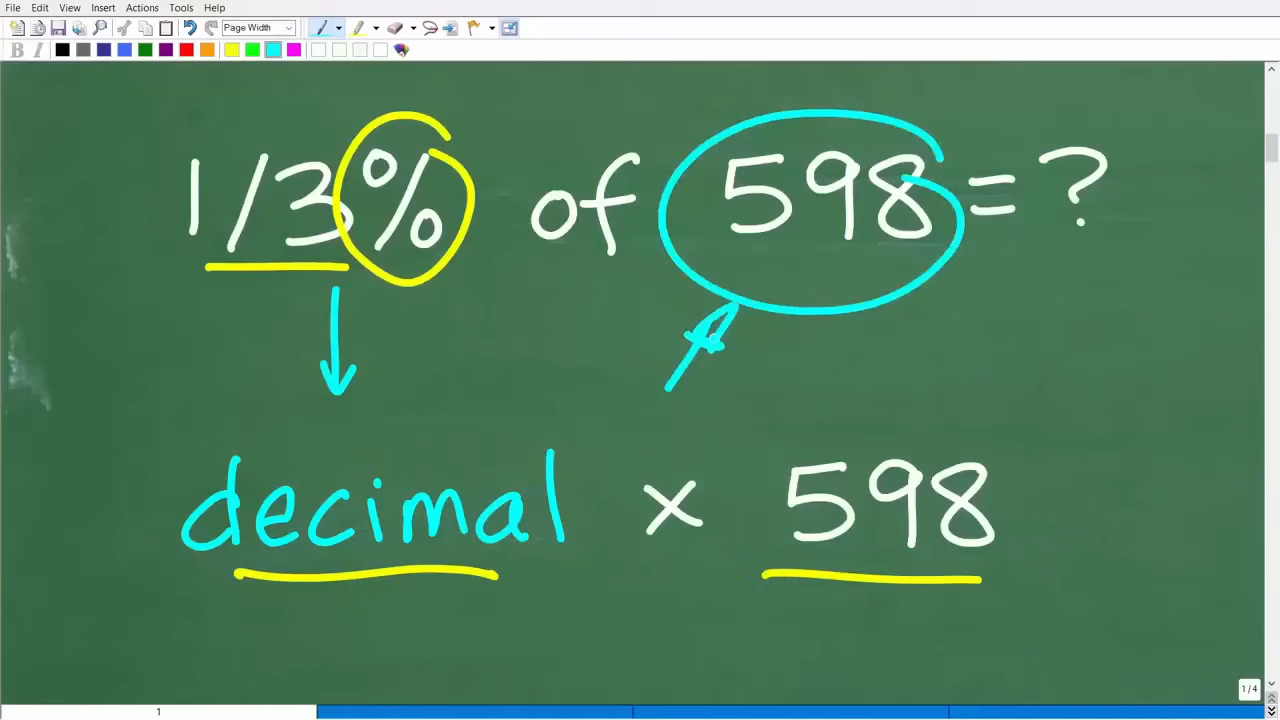 File Edit View Insert Actions Tools Help
Page Width
B I
1/3% of 598 = ?
decimal x 598
1/4
1